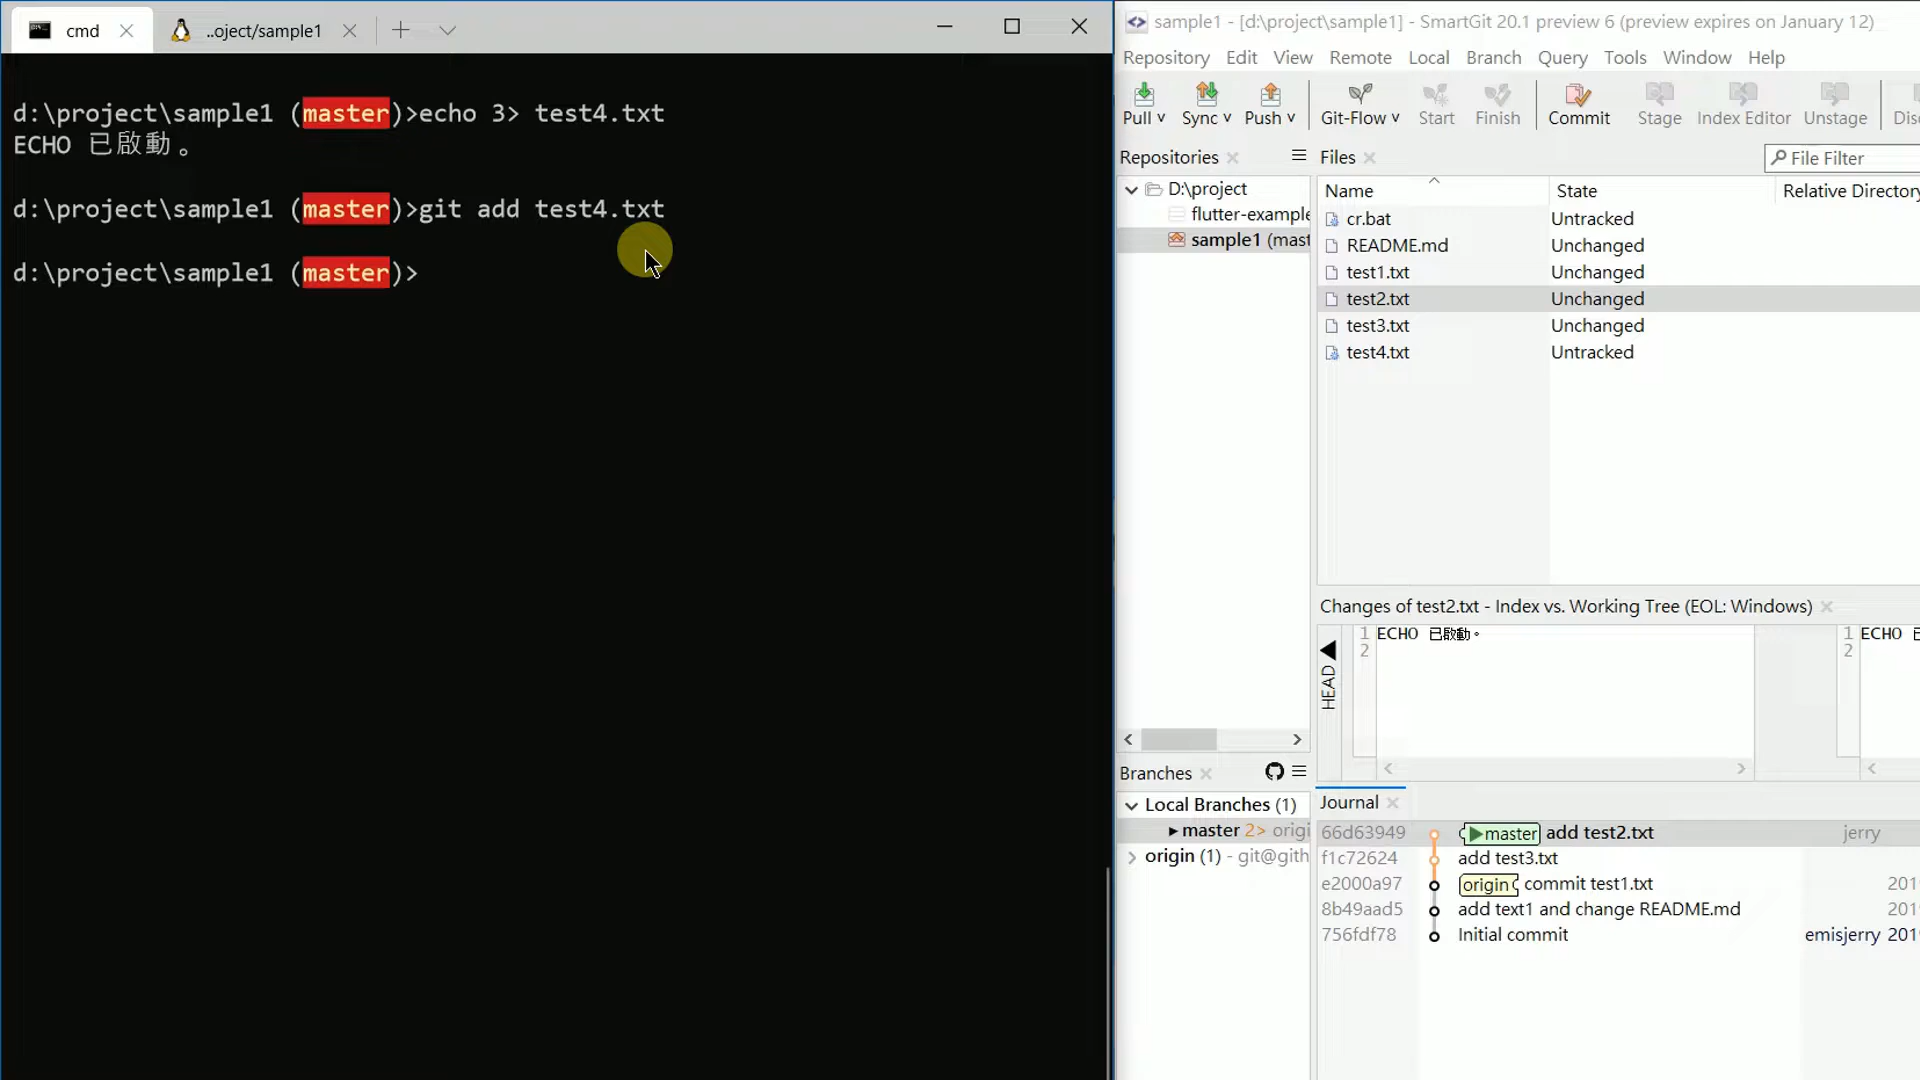 cmd
..oject/sample1
d:\project\sample1 (master)>echo 3> test4.txt
ECHO 已啟動。
d:\project\sample1 (master)>git add test4.txt
d:\project\sample1 (master)>
sample1 - [d:\project\sample1] - SmartGit 20.1 preview 6 (preview expires on January 12)
Repository Edit View Remote Local Branch Query Tools Window Help
Pull Sync Push Git-Flow Start Finish Commit Stage Index Editor Unstage Disc
Repositories
D:\project
flutter-example
sample1 (mast
Files
File Filter
Name State Relative Directory
cr.bat Untracked
README.md Unchanged
test1.txt Unchanged
test2.txt Unchanged
test3.txt Unchanged
test4.txt Untracked
Changes of test2.txt - Index vs. Working Tree (EOL: Windows)
HEAD
1 ECHO 已啟動。
2
1 ECHO 已
2
Branches
Local Branches (1)
master 2> origi
origin (1) - git@gith
Journal
66d63949 master add test2.txt jerry
f1c72624 add test3.txt
e2000a97 origin commit test1.txt 201
8b49aad5 add text1 and change README.md 201
756fdf78 Initial commit emisjerry 201